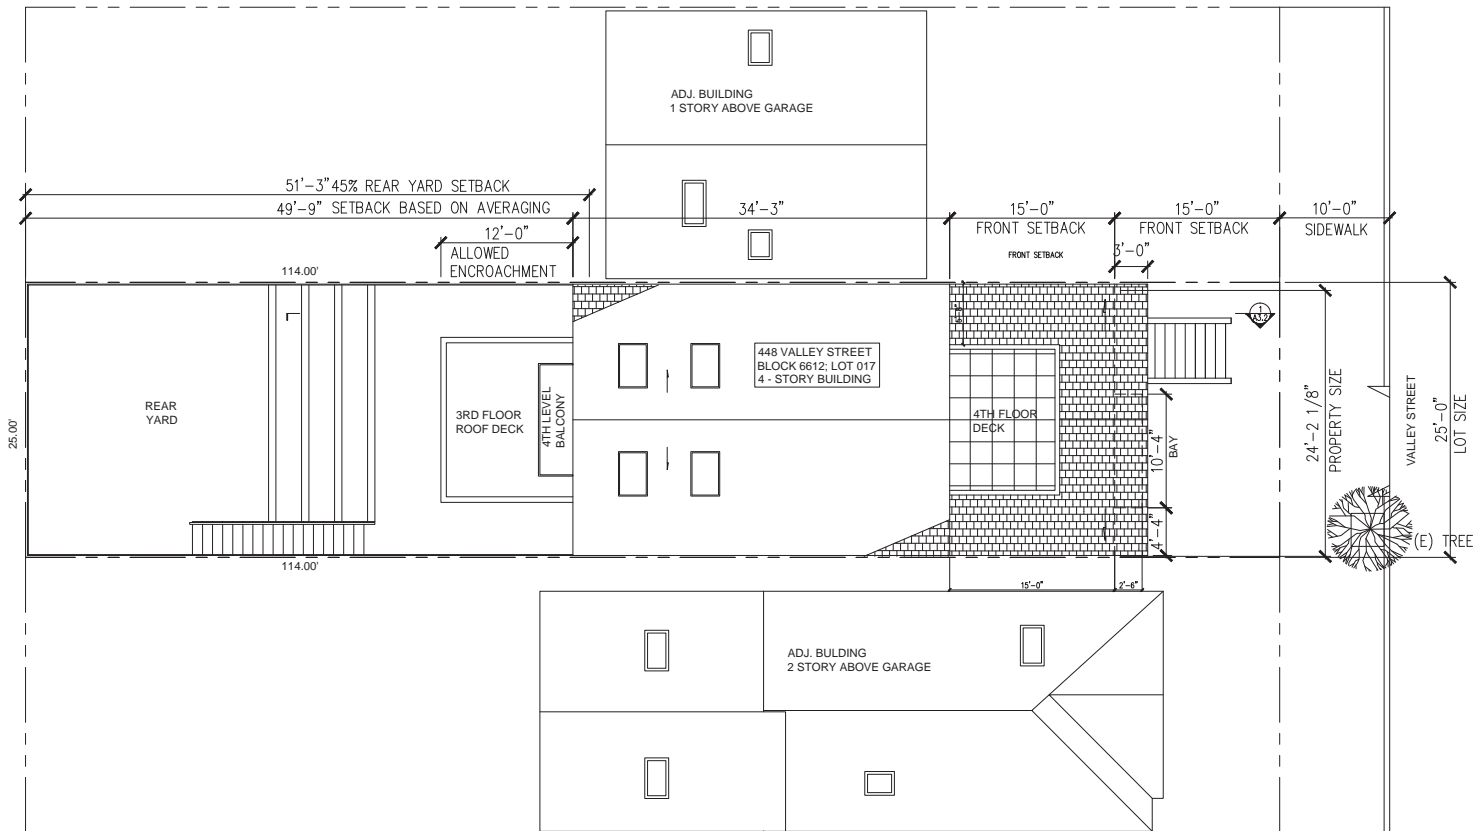 ADJ. BUILDING
1 STORY ABOVE GARAGE
51'-3" 45% REAR YARD SETBACK
49'-9" SETBACK BASED ON AVERAGING
34'-3"
15'-0"
FRONT SETBACK
15'-0"
FRONT SETBACK
10'-0"
SIDEWALK
12'-0"
ALLOWED
ENCROACHMENT
FRONT SETBACK
3'-0"
114.00'
1
A3.2
448 VALLEY STREET
BLOCK 6612; LOT 017
4 - STORY BUILDING
REAR
YARD
25.00'
3RD FLOOR
ROOF DECK
4TH LEVEL
BALCONY
4TH FLOOR
DECK
10'-4"
BAY
4'-4"
24'-2 1/8"
PROPERTY SIZE
VALLEY STREET
25'-0"
LOT SIZE
(E) TREE
114.00'
15'-0"
2'-6"
ADJ. BULDING
2 STORY ABOVE GARAGE